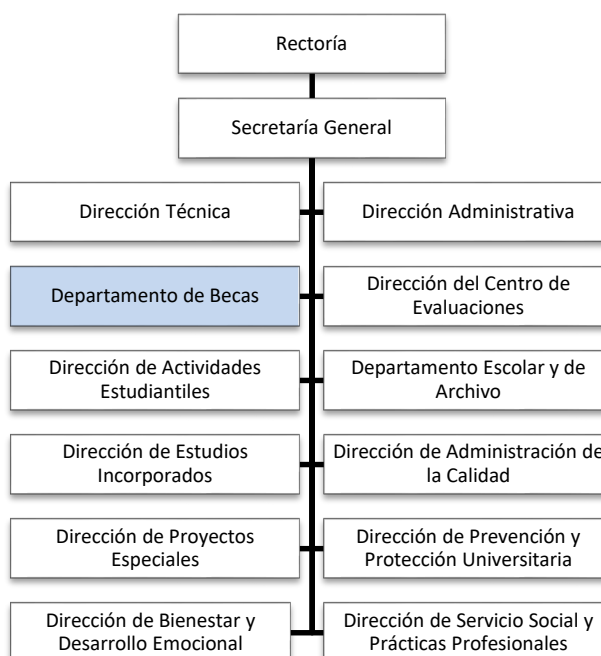 Rectoría
Secretaría General
Dirección Técnica
Dirección Administrativa
Departamento de Becas
Dirección del Centro de
Evaluaciones
Dirección de Actividades
Estudiantiles
Departamento Escolar y de
Archivo
Dirección de Estudios
Incorporados
Dirección de Administración de
la Calidad
Dirección de Proyectos
Especiales
Dirección de Prevención y
Protección Universitaria
Dirección de Bienestar y
Desarrollo Emocional
Dirección de Servicio Social y
Prácticas Profesionales